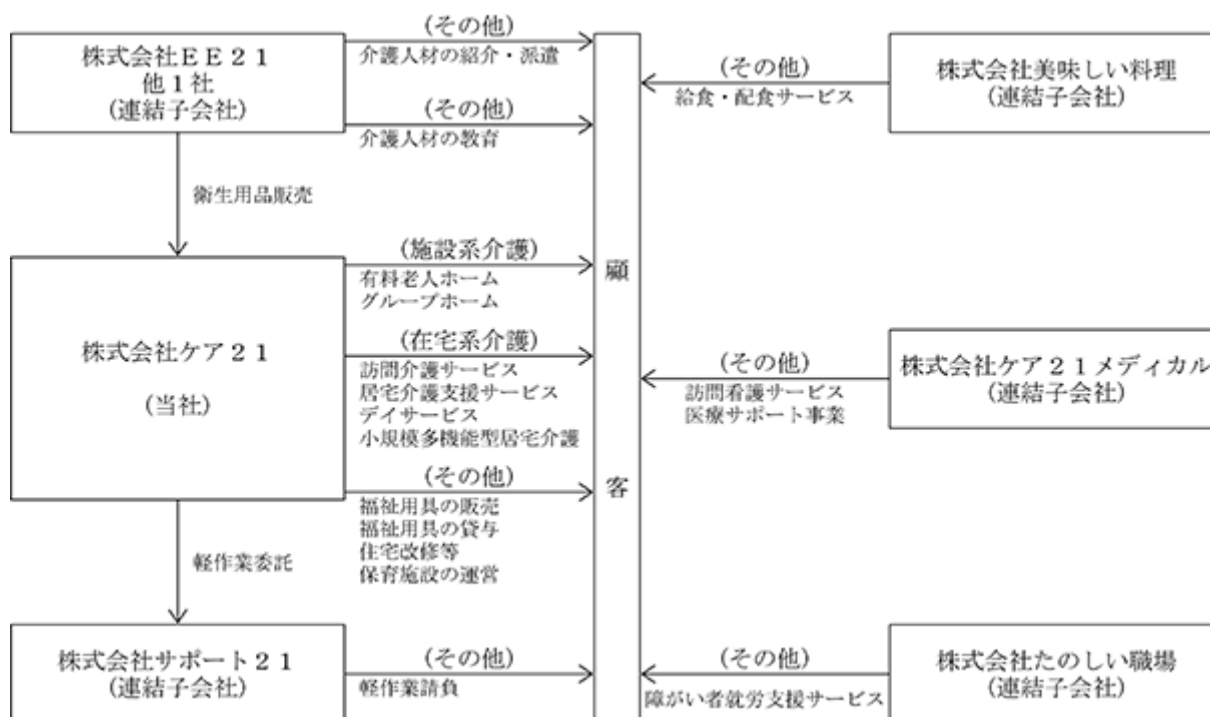 株式会社ＥＥ２１
他１社
(連結子会社)
(その他)
介護人材の紹介・派遣
(その他)
介護人材の教育
衛生用品販売
株式会社ケア２１
(当社)
(施設系介護)
有料老人ホーム
グループホーム
(在宅系介護)
訪問介護サービス
居宅介護支援サービス
デイサービス
小規模多機能型居宅介護
(その他)
福祉用具の販売
福祉用具の貸与
住宅改修等
保育施設の運営
軽作業委託
株式会社サポート２１
(連結子会社)
(その他)
軽作業請負
顧
客
(その他)
給食・配食サービス
株式会社美味しい料理
(連結子会社)
(その他)
訪問看護サービス
医療サポート事業
株式会社ケア２１メディカル
(連結子会社)
(その他)
障がい者就労支援サービス
株式会社たのしい職場
(連結子会社)